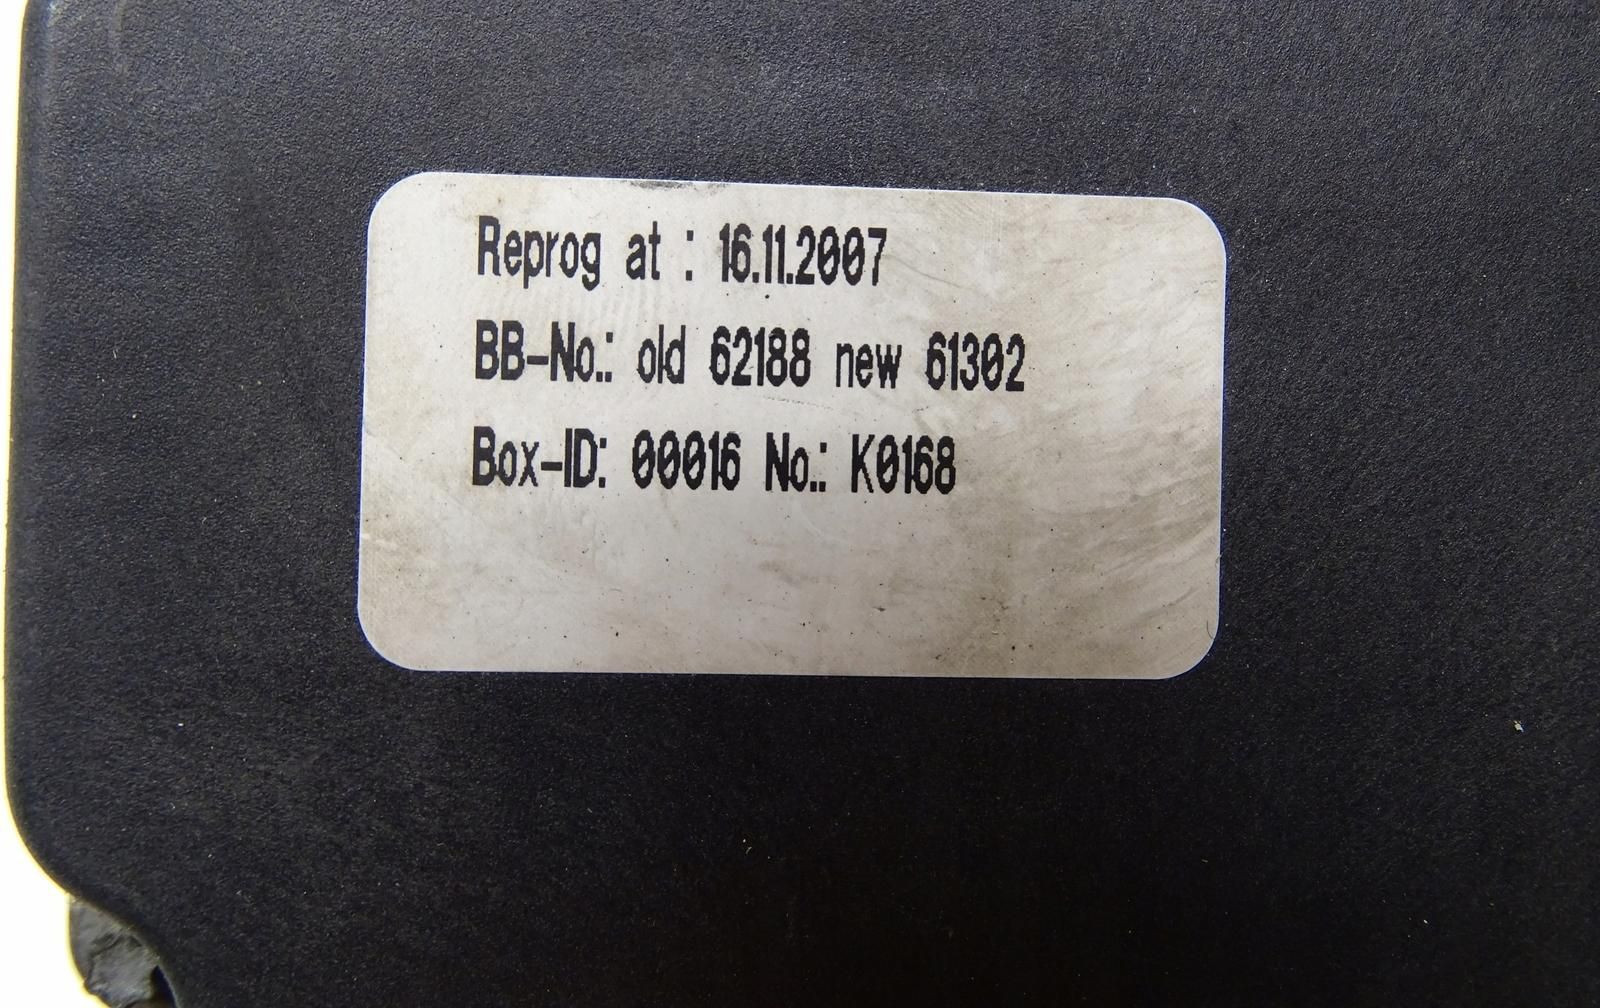 Reprog at : 16.11.2007
BB-No.: old 62188 new 61302
Box-ID: 00016 No.: K0168